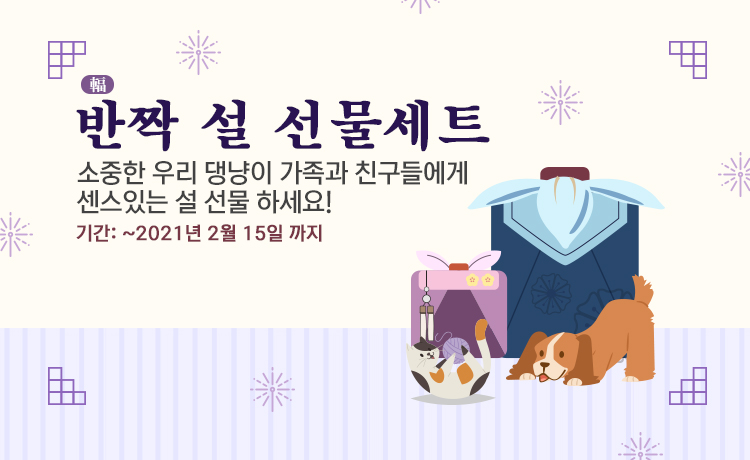 輻
반짝 설 선물세트
소중한 우리 댕냥이 가족과 친구들에게
센스있는 설 선물 하세요!
기간: ~2021년 2월 15일 까지